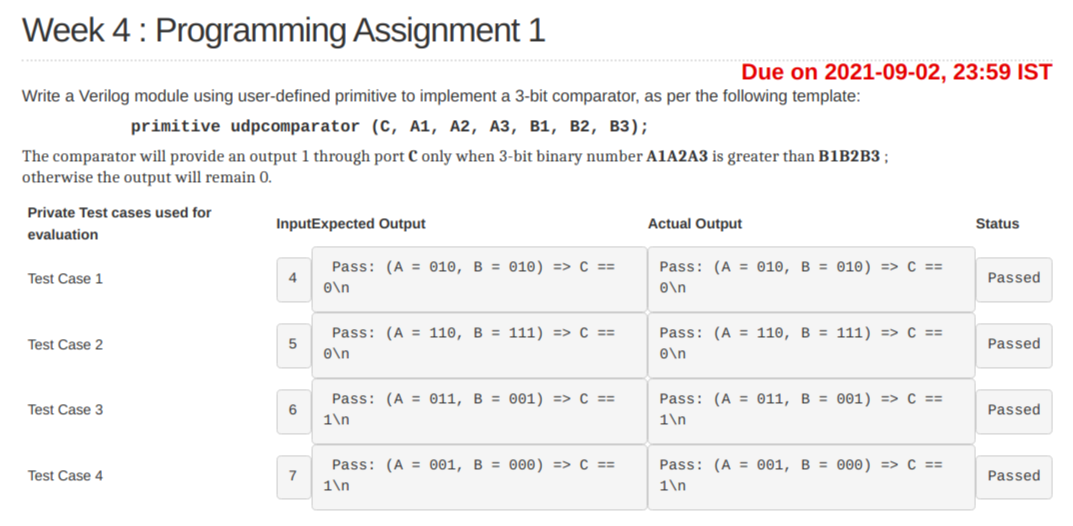 Week 4 : Programming Assignment 1
Due on 2021-09-02, 23:59 IST
Write a Verilog module using user-defined primitive to implement a 3-bit comparator, as per the following template:
primitive udpcomparator (C, A1, A2, A3, B1, B2, B3);
The comparator will provide an output 1 through port C only when 3-bit binary number A1A2A3 is greater than B1B2B3 ;
otherwise the output will remain 0.
Private Test cases used for
evaluation
Input Expected Output Actual Output Status
Test Case 1
4
Pass: (A = 010, B = 010) => C ==
0\n
Pass: (A = 010, B = 010) => C ==
0\n
Passed
Test Case 2
5
Pass: (A = 110, B = 111) => C ==
0\n
Pass: (A = 110, B = 111) => C ==
0\n
Passed
Test Case 3
6
Pass: (A = 011, B = 001) => C ==
1\n
Pass: (A = 011, B = 001) => C ==
1\n
Passed
Test Case 4
7
Pass: (A = 001, B = 000) => C ==
1\n
Pass: (A = 001, B = 000) => C ==
1\n
Passed